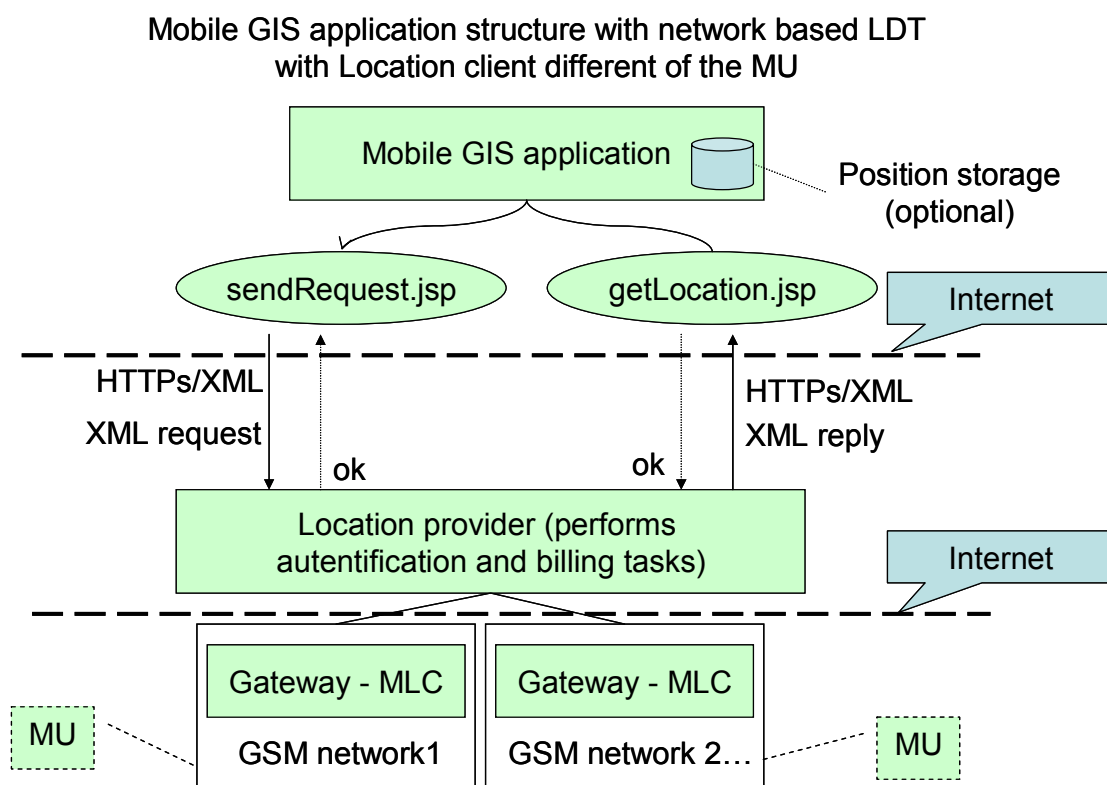 Mobile GIS application structure with network based LDT
with Location client different of the MU
Mobile GIS application
Position storage
(optional)
sendRequest.jsp
getLocation.jsp
Internet
HTTPs/XML
XML request
ok
ok
HTTPs/XML
XML reply
Location provider (performs
autentification and billing tasks)
Internet
Gateway - MLC
Gateway - MLC
MU
GSM network1
GSM network 2…
MU